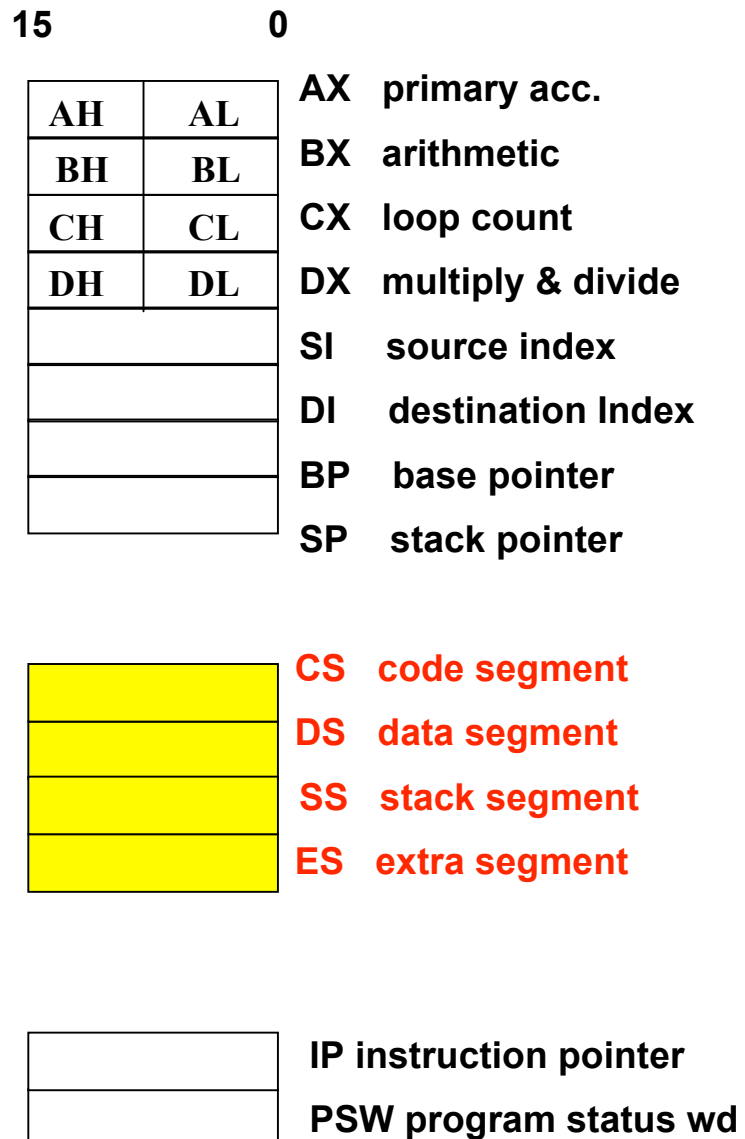 15 0
AH AL AX primary acc.
BH BL BX arithmetic
CH CL CX loop count
DH DL DX multiply & divide
SI source index
DI destination Index
BP base pointer
SP stack pointer
CS code segment
DS data segment
SS stack segment
ES extra segment
IP instruction pointer
PSW program status wd